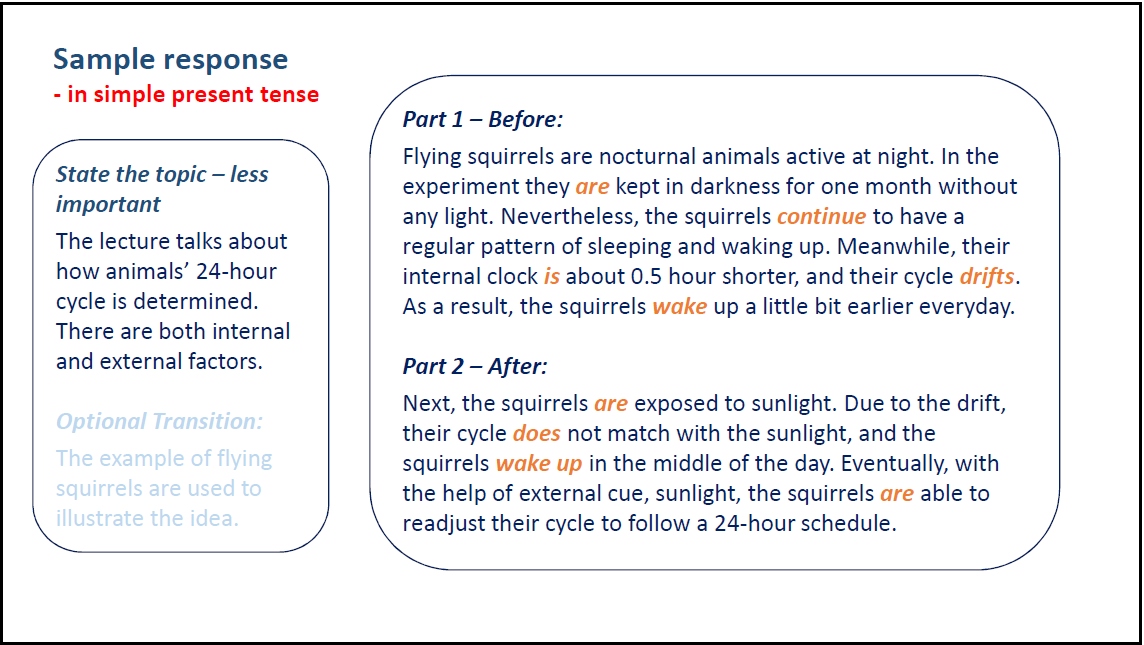 Sample response
- in simple present tense
State the topic – less
important
The lecture talks about
how animals’ 24-hour
cycle is determined.
There are both internal
and external factors.
Optional Transition:
The example of flying
squirrels are used to
illustrate the idea.
Part 1 – Before:
Flying squirrels are nocturnal animals active at night. In the
experiment they are kept in darkness for one month without
any light. Nevertheless, the squirrels continue to have a
regular pattern of sleeping and waking up. Meanwhile, their
internal clock is about 0.5 hour shorter, and their cycle drifts.
As a result, the squirrels wake up a little bit earlier everyday.
Part 2 – After:
Next, the squirrels are exposed to sunlight. Due to the drift,
their cycle does not match with the sunlight, and the
squirrels wake up in the middle of the day. Eventually, with
the help of external cue, sunlight, the squirrels are able to
readjust their cycle to follow a 24-hour schedule.